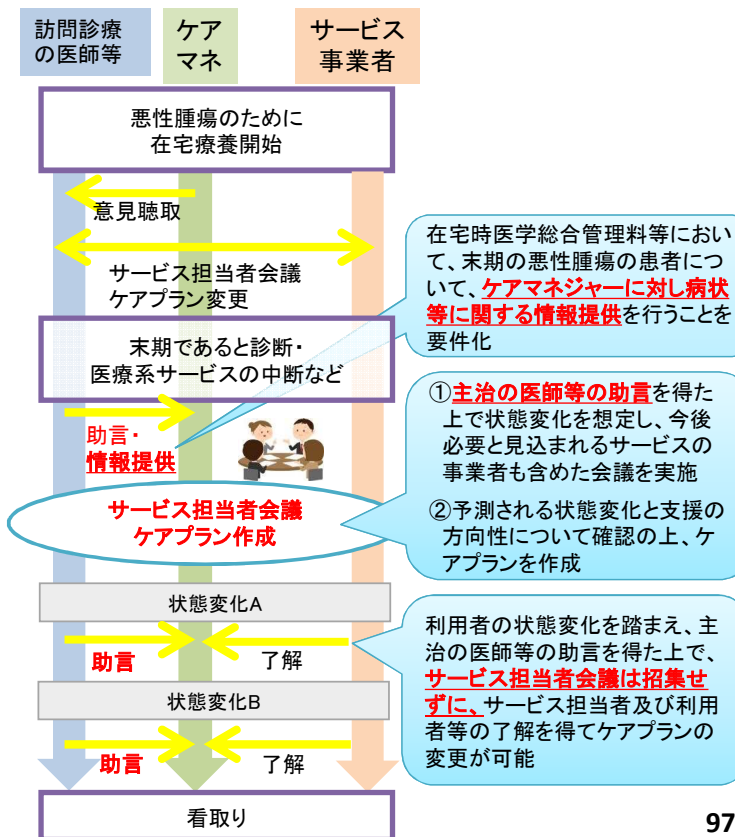 訪問診療
の医師等
ケア
マネ
サービス
事業者
悪性腫瘍のために
在宅療養開始
意見聴取
サービス担当者会議
ケアプラン変更
在宅時医学総合管理料等におい
て、末期の悪性腫瘍の患者につ
いて、ケアマネジャーに対し病状
等に関する情報提供を行うことを
要件化
末期であると診断・
医療系サービスの中断など
助言・
情報提供
①主治の医師等の助言を得た
上で状態変化を想定し、今後
必要と見込まれるサービスの
事業者も含めた会議を実施
②予測される状態変化と支援の
方向性について確認の上、ケ
アプランを作成
サービス担当者会議
ケアプラン作成
状態変化A
助言
了解
利用者の状態変化を踏まえ、主
治の医師等の助言を得た上で、
サービス担当者会議は招集せ
ずに、サービス担当者及び利用
者等の了解を得てケアプランの
変更が可能
状態変化B
助言
了解
看取り
97